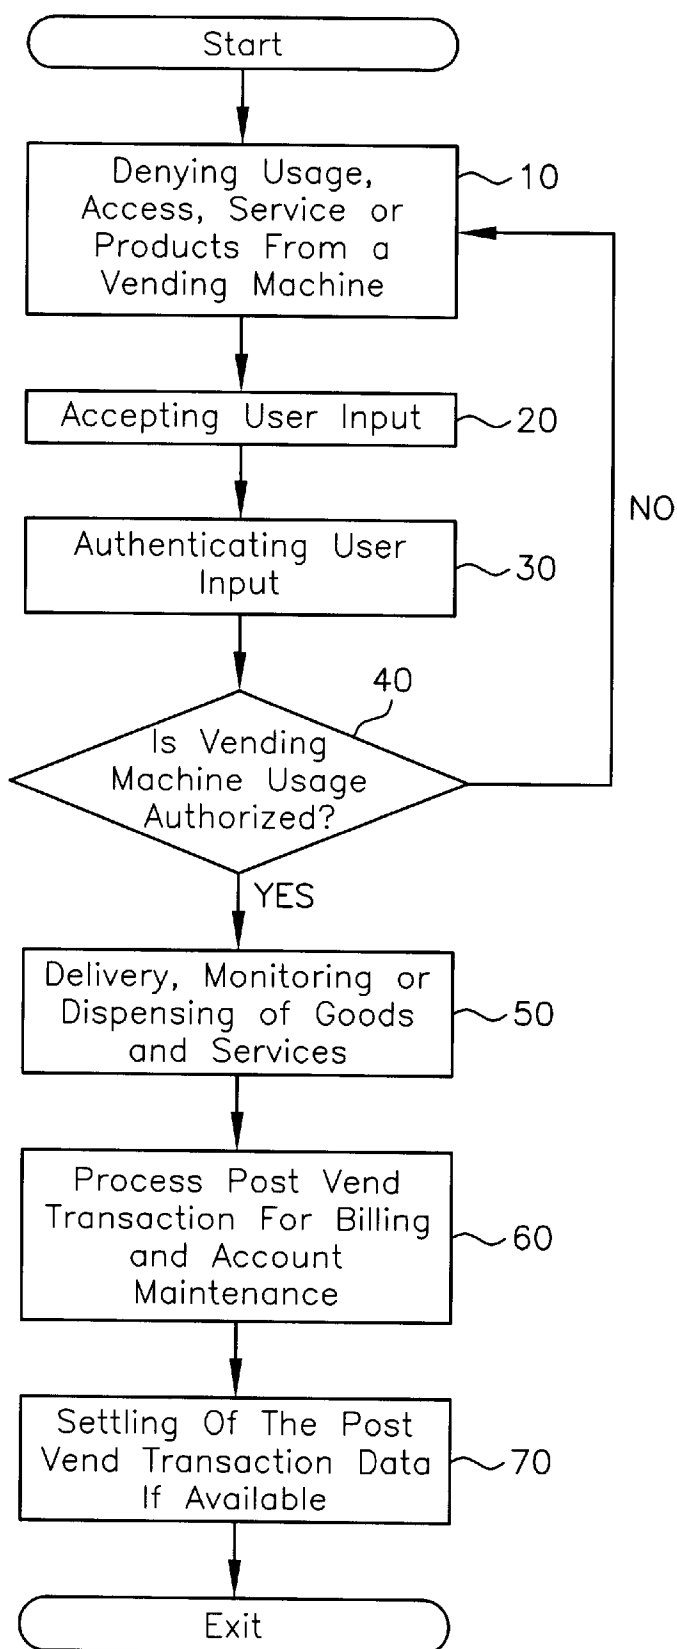 Start
Denying Usage,
Access, Service or
Products From a
Vending Machine
10
Accepting User Input
20
Authenticating User
Input
30
NO
40
Is Vending
Machine Usage
Authorized?
YES
Delivery, Monitoring or
Dispensing of Goods
and Services
50
Process Post Vend
Transaction For Billing
and Account
Maintenance
60
Settling Of The Post
Vend Transaction Data
If Available
70
Exit